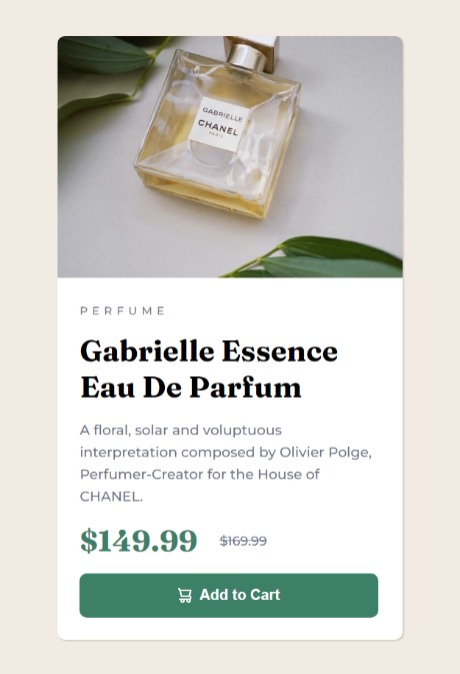 GABRIELLE
CHANEL
PARIS
PERFUME
Gabrielle Essence
Eau De Parfum
A floral, solar and voluptuous
interpretation composed by Olivier Polge,
Perfumer-Creator for the House of
CHANEL.
$149.99 $169.99
Add to Cart